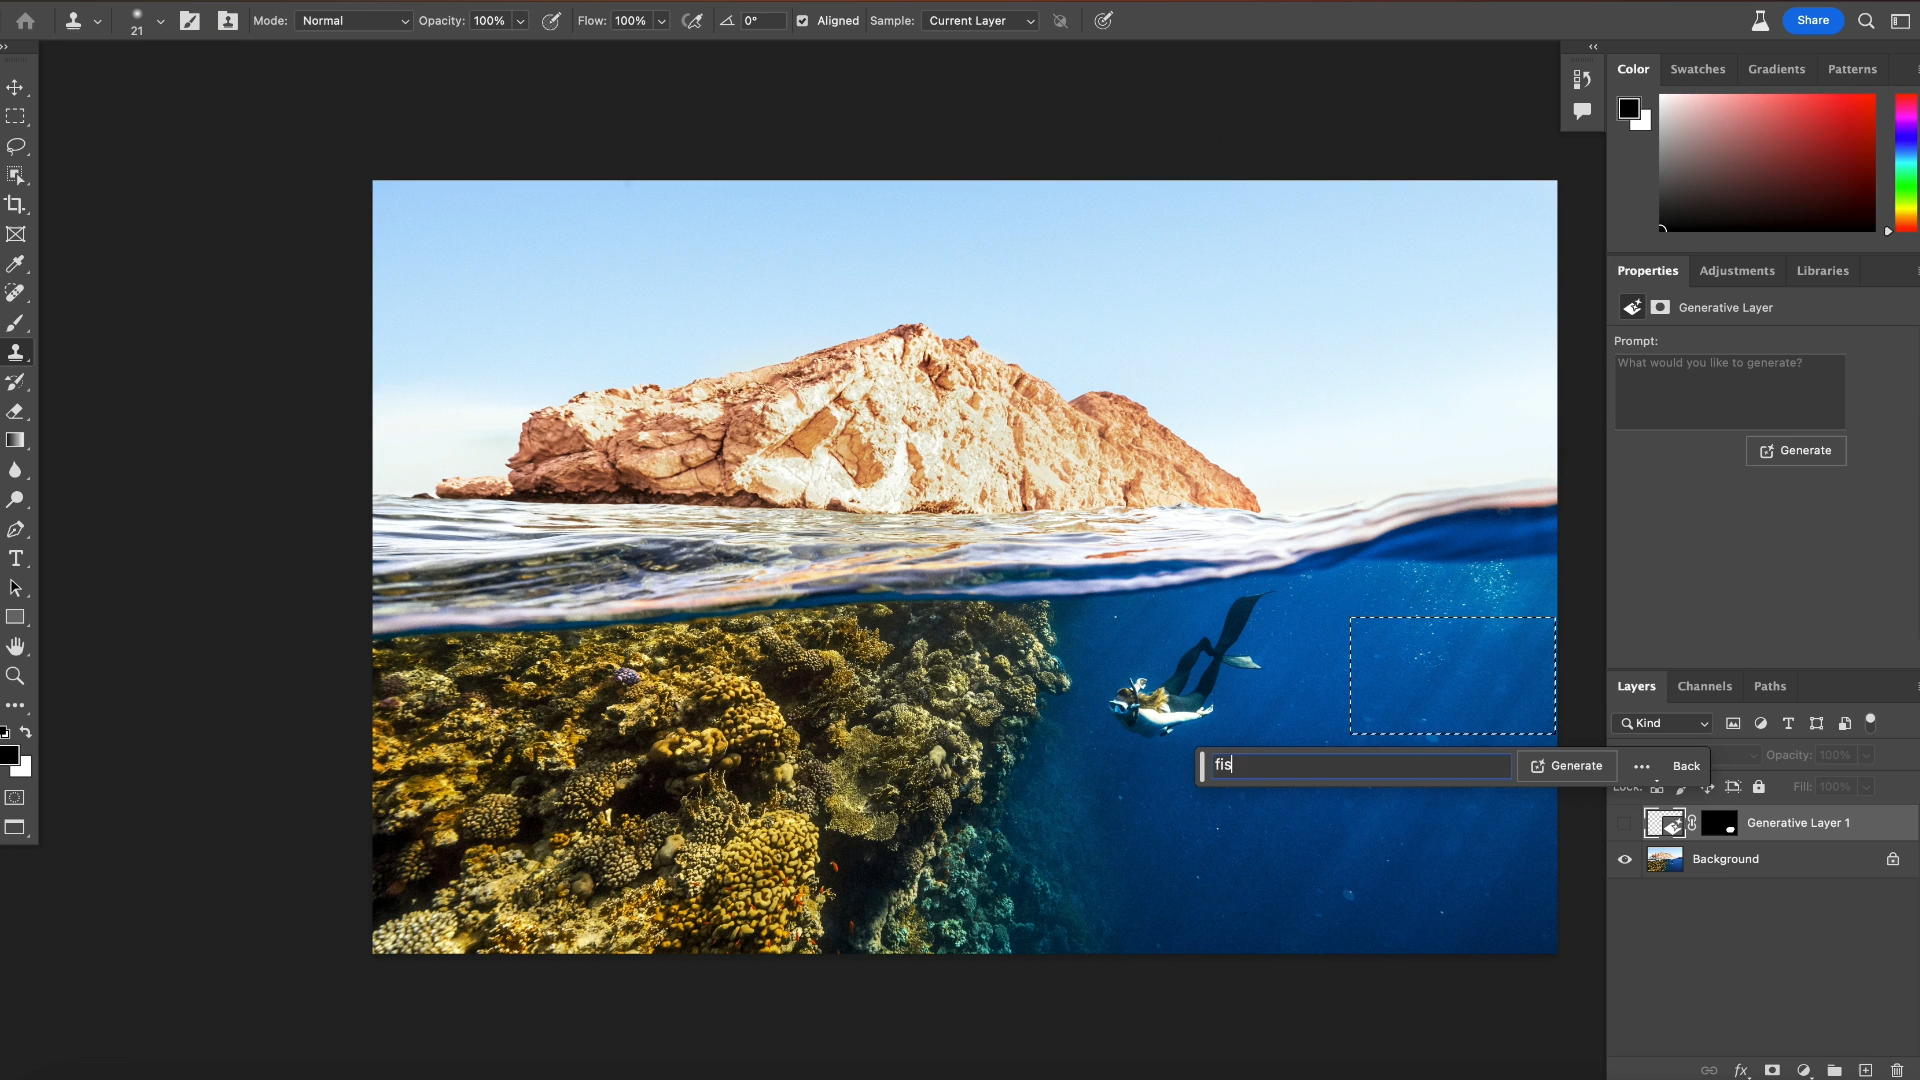 Mode: Normal Opacity: 100% Flow: 100% 0° Aligned Sample: Current Layer Share
21
Color Swatches Gradients Patterns
Properties Adjustments Libraries
Generative Layer
Prompt:
What would you like to generate?
Generate
Layers Channels Paths
Kind
Opacity: 100%
fis Generate Back
Lock: Fill: 100%
Generative Layer 1
Background
fx